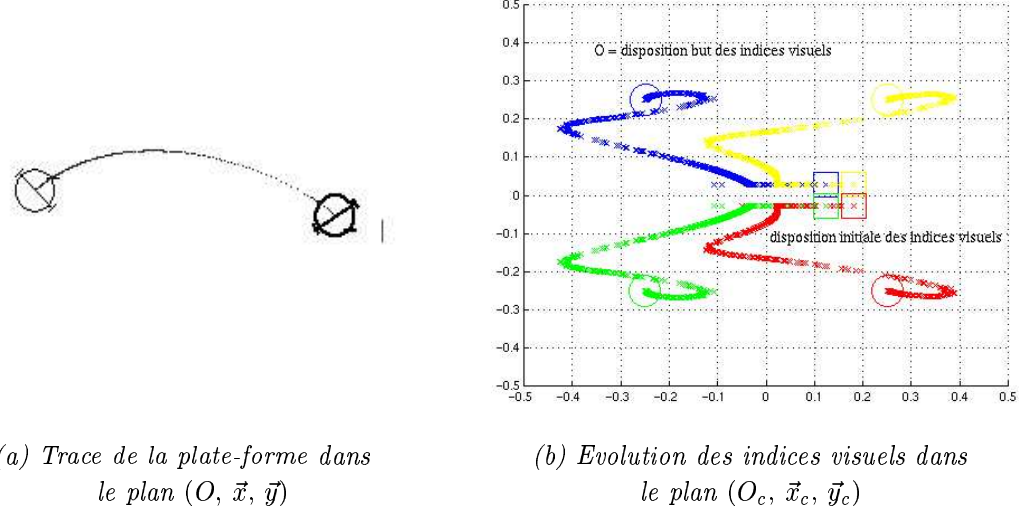 0.5
0.4
0.3
0.2
0.1
0
−0.1
−0.2
−0.3
−0.4
−0.5
O = disposition but des indices visuels
disposition initiale des indices visuels
−0.5 −0.4 −0.3 −0.2 −0.1 0 0.1 0.2 0.3 0.4 0.5
(a) Trace de la plate-forme dans
le plan (O, x⃗, y⃗)
(b) Evolution des indices visuels dans
le plan (O_c, x⃗_c, y⃗_c)